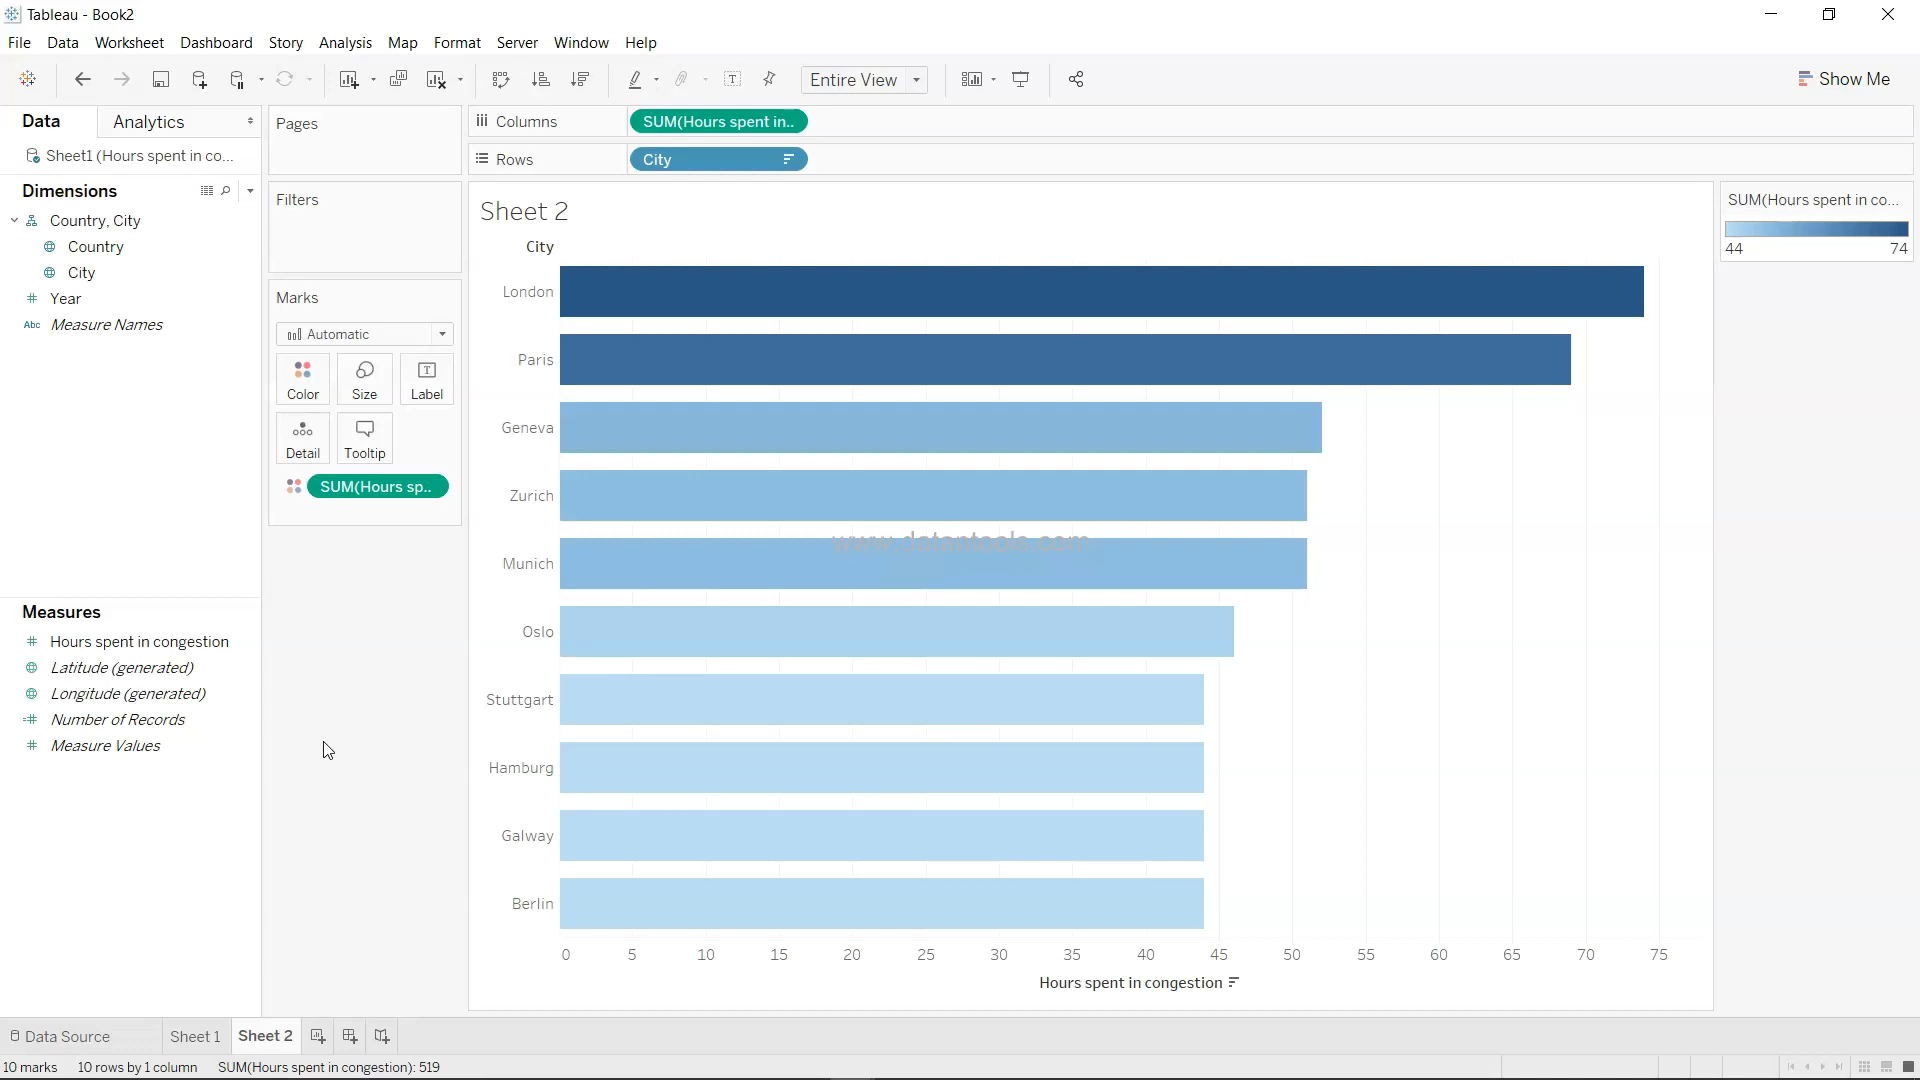 Tableau - Book2
File Data Worksheet Dashboard Story Analysis Map Format Server Window Help
Entire View
Show Me
Data Analytics
Sheet1 (Hours spent in co...
Dimensions
Country, City
Country
City
Year
Abc Measure Names
Measures
Hours spent in congestion
Latitude (generated)
Longitude (generated)
Number of Records
Measure Values
Pages
Filters
Marks
Automatic
Color Size Label
Detail Tooltip
SUM(Hours sp..
Columns SUM(Hours spent in..
Rows City
Sheet 2
City
London
Paris
Geneva
Zurich
Munich
Oslo
Stuttgart
Hamburg
Galway
Berlin
www.datantools.com
0 5 10 15 20 25 30 35 40 45 50 55 60 65 70 75
Hours spent in congestion
SUM(Hours spent in co...
44 74
Data Source Sheet 1 Sheet 2
10 marks 10 rows by 1 column SUM(Hours spent in congestion): 519